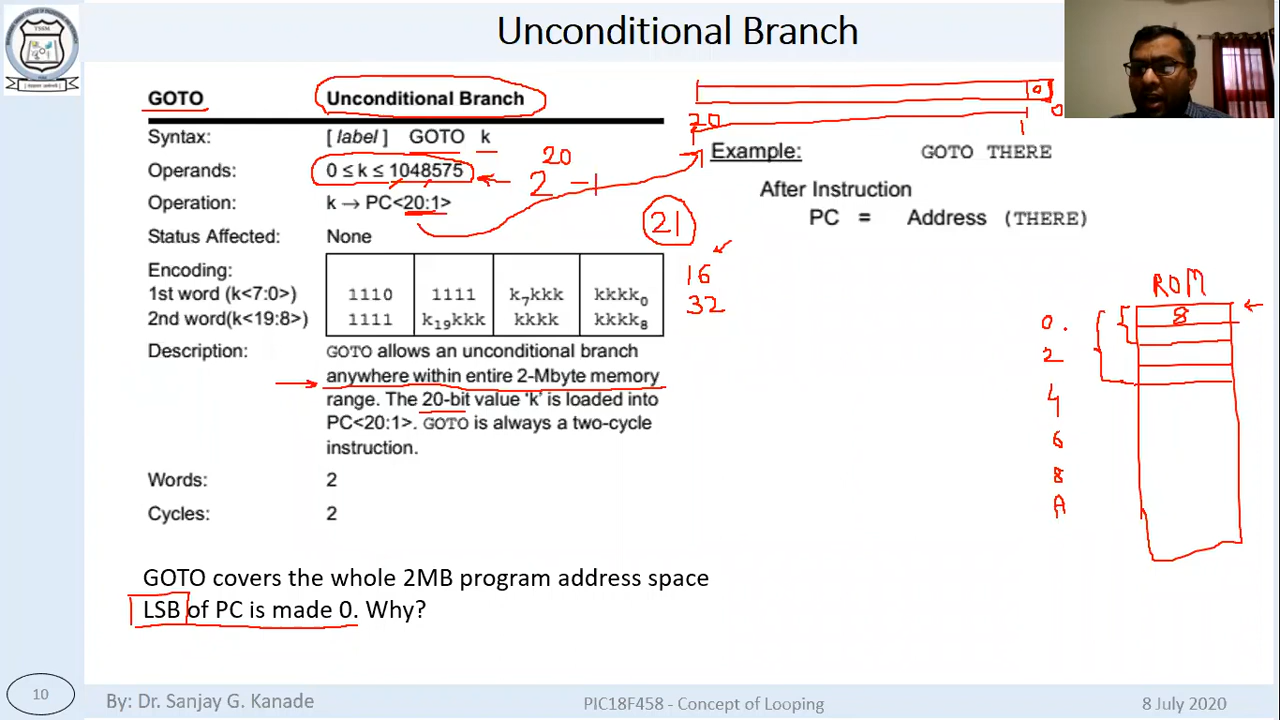 Unconditional Branch
GOTO Unconditional Branch
Syntax: [ label ] GOTO k
Operands: 0 ≤ k ≤ 1048575
Operation: k → PC<20:1>
Status Affected: None
Encoding:
1st word (k<7:0>) 1110 1111 k7kkk kkkk0
2nd word(k<19:8>) 1111 k19kkk kkkk kkkk8
Description: GOTO allows an unconditional branch
anywhere within entire 2-Mbyte memory
range. The 20-bit value ‘k’ is loaded into
PC<20:1>. GOTO is always a two-cycle
instruction.
Words: 2
Cycles: 2
2^20 - 1
21
16
32
0
20 1 0
Example: GOTO THERE
After Instruction
PC = Address (THERE)
ROM
8
0
2
4
6
8
A
GOTO covers the whole 2MB program address space
LSB of PC is made 0. Why?
10
By: Dr. Sanjay G. Kanade
PIC18F458 - Concept of Looping
8 July 2020